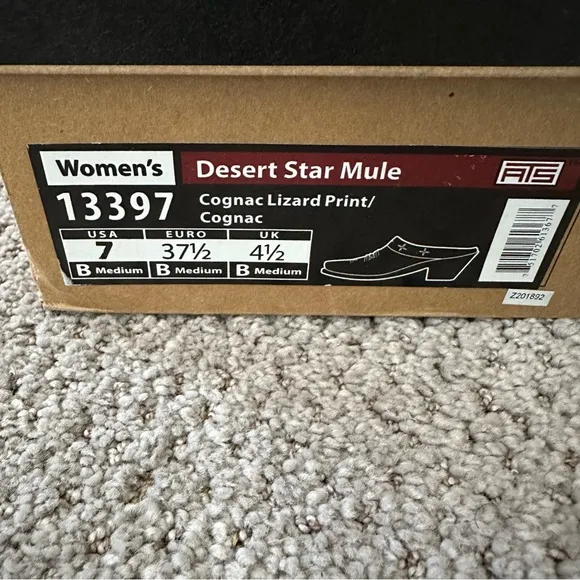 Women's Desert Star Mule ATS
13397 Cognac Lizard Print/
Cognac
USA EURO UK
7 37½ 4½
B Medium B Medium B Medium
Z201892